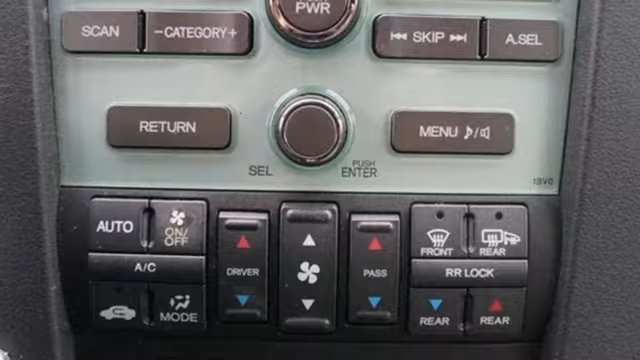 PWR
SCAN
-CATEGORY+
SKIP
A.SEL
RETURN
MENU /
SEL
PUSH
ENTER
1BV0
AUTO
ON/
OFF
FRONT
REAR
A/C
DRIVER
PASS
RR LOCK
MODE
REAR
REAR